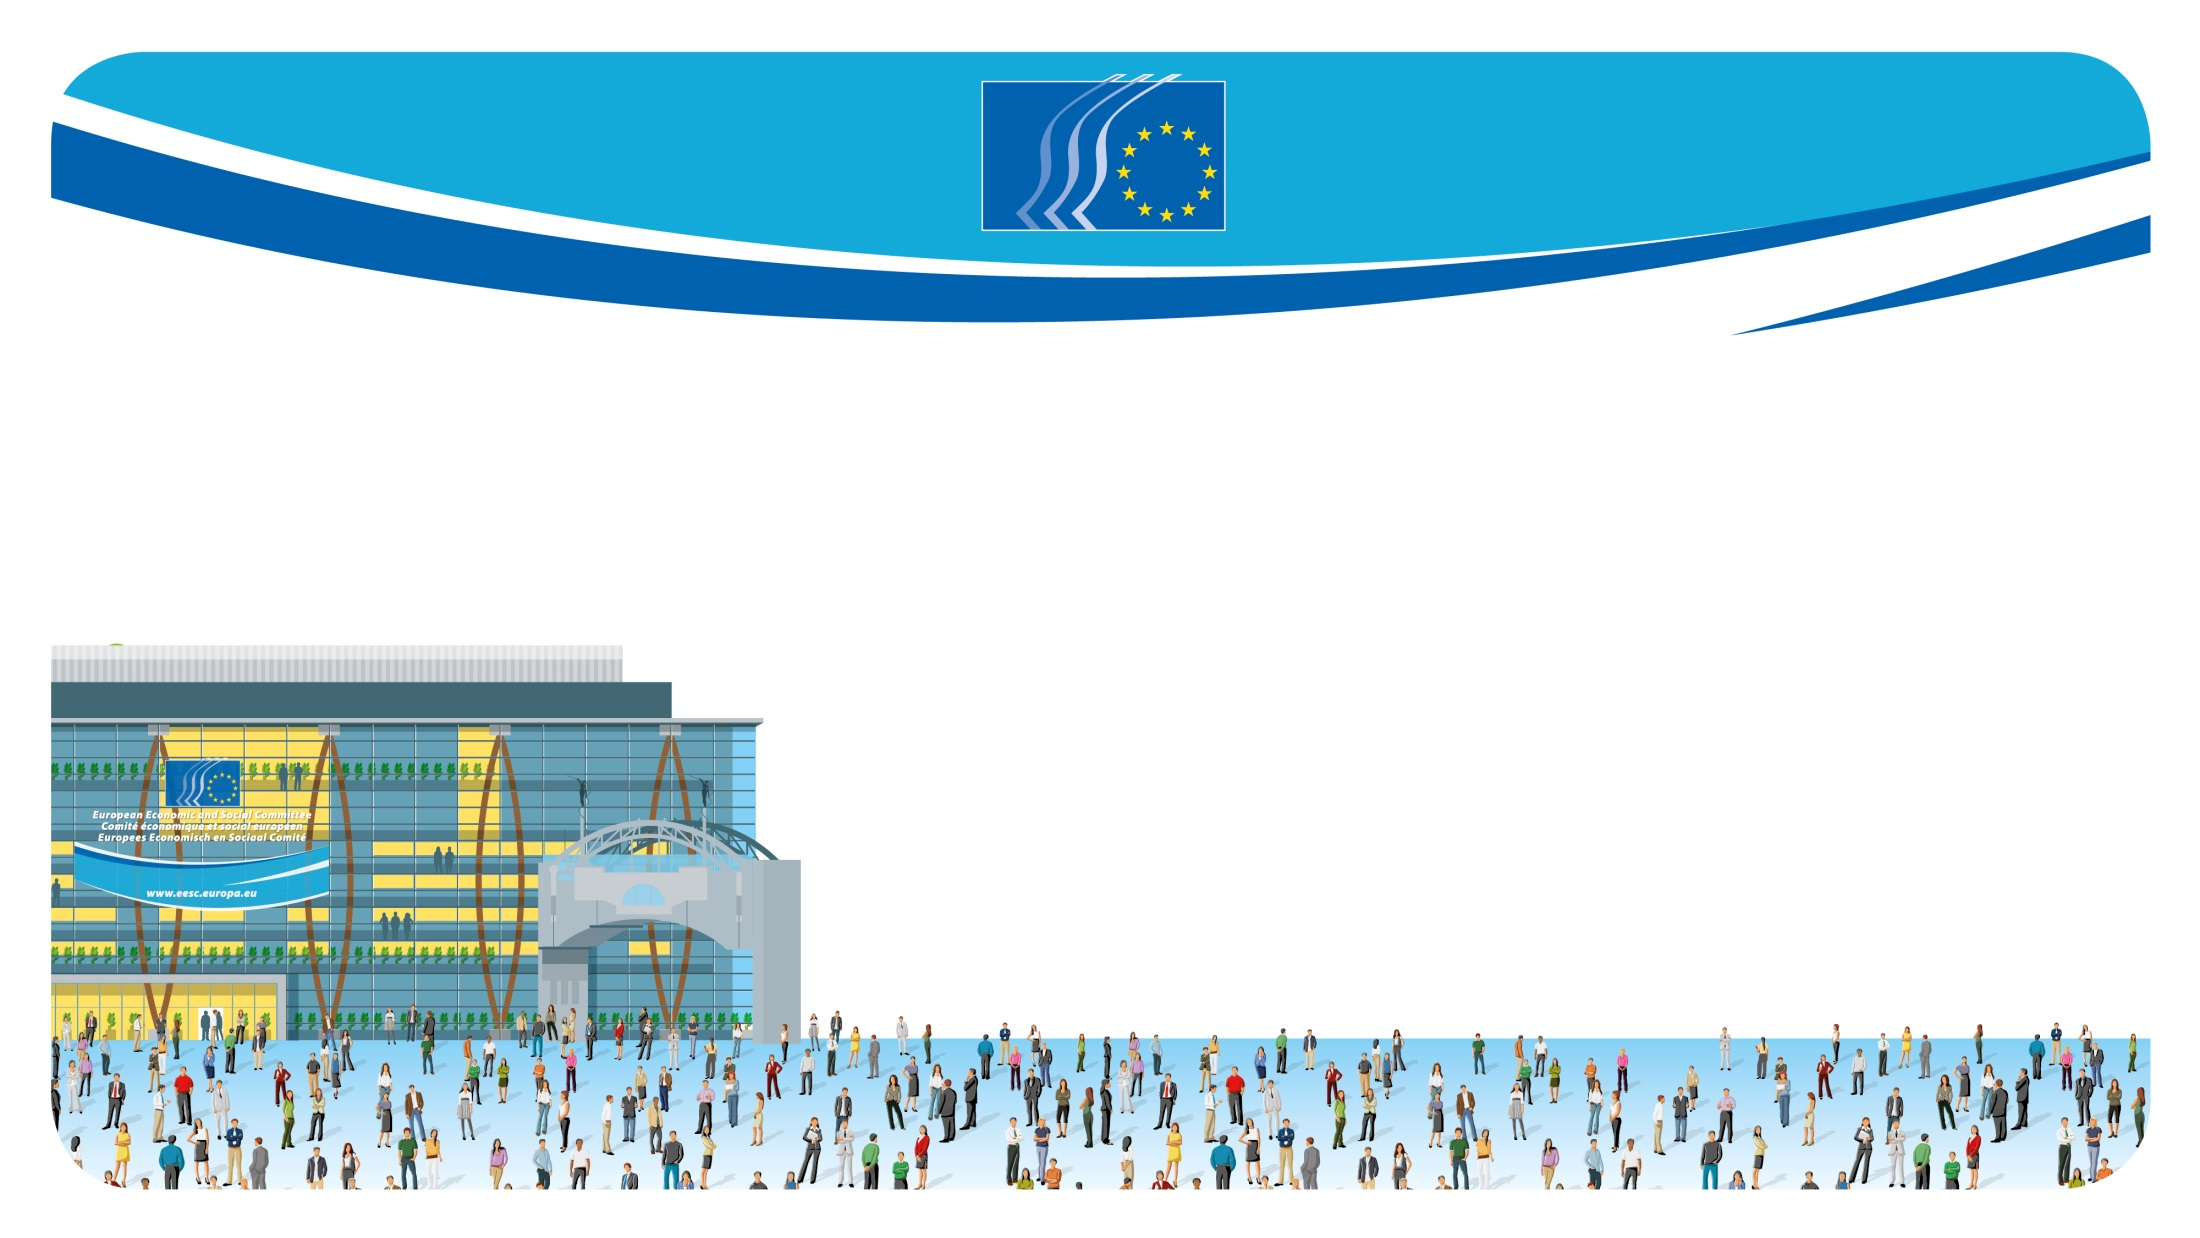 European Economic and Social Committee
Comité économique et social européen
Europees Economisch en Sociaal Comité
www.eesc.europa.eu